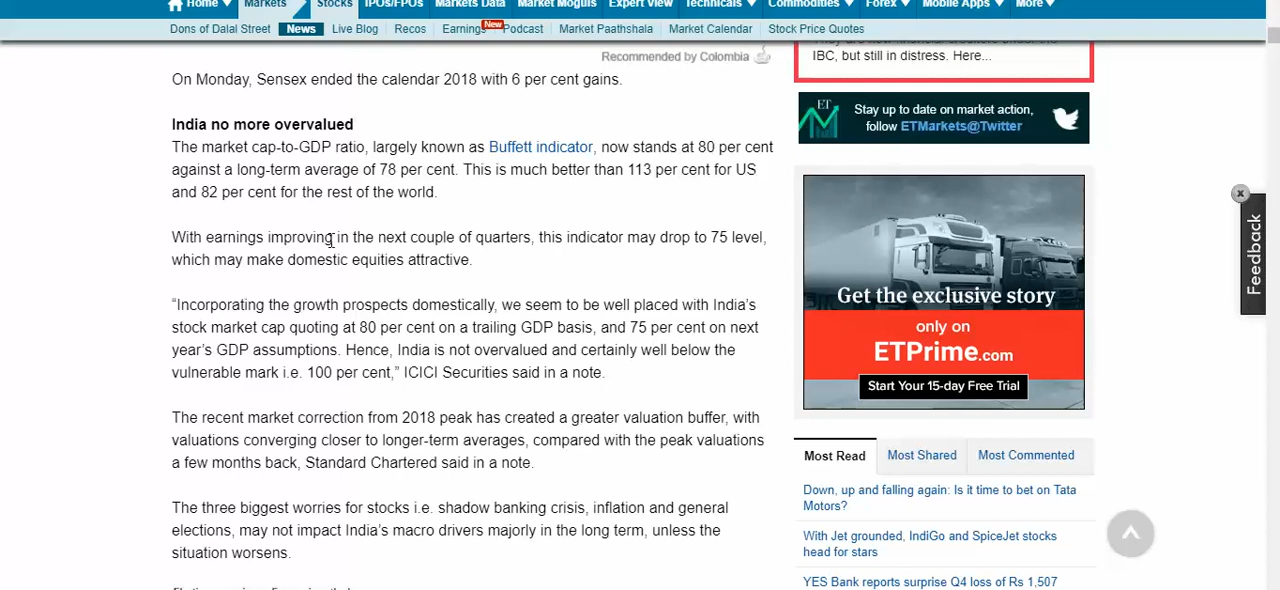 Home Markets Stocks IPOs/FPOs Markets Data Market Moguls Expert View Technicals Commodities Forex Mobile Apps More
Dons of Dalal Street News Live Blog Recos Earnings New Podcast Market Paathshala Market Calendar Stock Price Quotes
Recommended by Colombia
On Monday, Sensex ended the calendar 2018 with 6 per cent gains.
India no more overvalued
The market cap-to-GDP ratio, largely known as Buffett indicator, now stands at 80 per cent
against a long-term average of 78 per cent. This is much better than 113 per cent for US
and 82 per cent for the rest of the world.
With earnings improving in the next couple of quarters, this indicator may drop to 75 level,
which may make domestic equities attractive.
“Incorporating the growth prospects domestically, we seem to be well placed with India’s
stock market cap quoting at 80 per cent on a trailing GDP basis, and 75 per cent on next
year’s GDP assumptions. Hence, India is not overvalued and certainly well below the
vulnerable mark i.e. 100 per cent,” ICICI Securities said in a note.
The recent market correction from 2018 peak has created a greater valuation buffer, with
valuations converging closer to longer-term averages, compared with the peak valuations
a few months back, Standard Chartered said in a note.
The three biggest worries for stocks i.e. shadow banking crisis, inflation and general
elections, may not impact India’s macro drivers majorly in the long term, unless the
situation worsens.
IBC, but still in distress. Here...
ET
Stay up to date on market action,
follow ETMarkets@Twitter
Get the exclusive story
only on
ETPrime.com
Start Your 15-day Free Trial
Most Read Most Shared Most Commented
Down, up and falling again: Is it time to bet on Tata
Motors?
With Jet grounded, IndiGo and SpiceJet stocks
head for stars
YES Bank reports surprise Q4 loss of Rs 1,507
Feedback